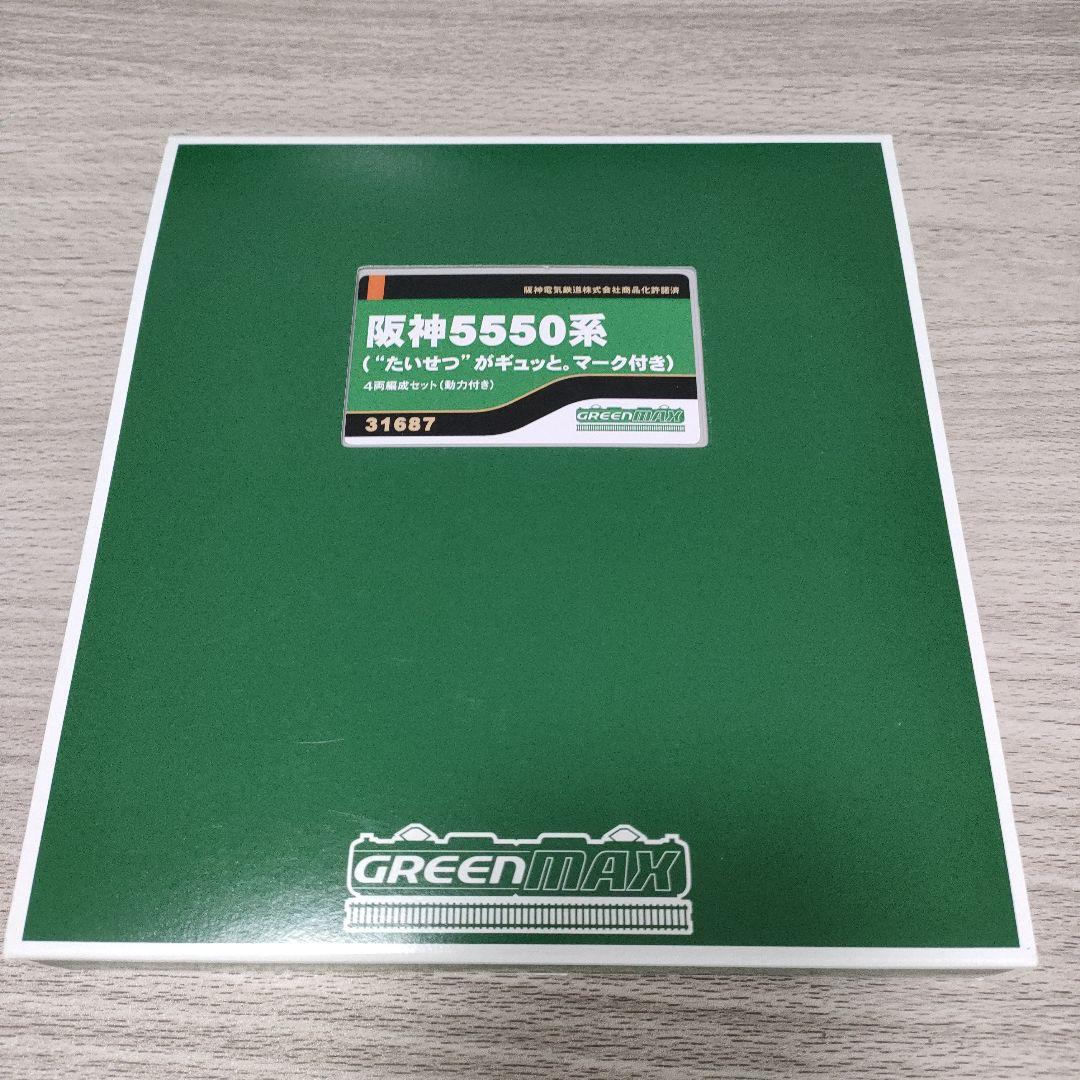 阪神電気鉄道株式会社商品化許諾済
阪神5550系
(“たいせつ”がギュッと。マーク付き)
4両編成セット(動力付き)
31687
GREENMAX
GREENMAX